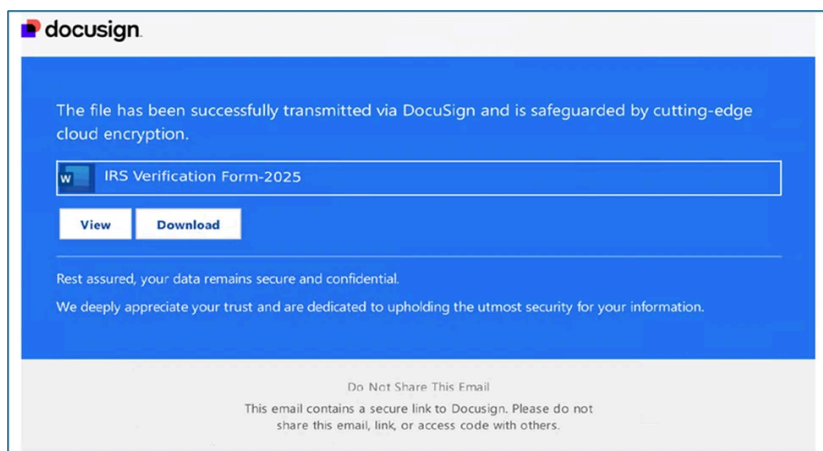 docusign
The file has been successfully transmitted via DocuSign and is safeguarded by cutting-edge
cloud encryption.
W
IRS Verification Form-2025
View Download
Rest assured, your data remains secure and confidential.
We deeply appreciate your trust and are dedicated to upholding the utmost security for your information.
Do Not Share This Email
This email contains a secure link to Docusign. Please do not
share this email, link, or access code with others.